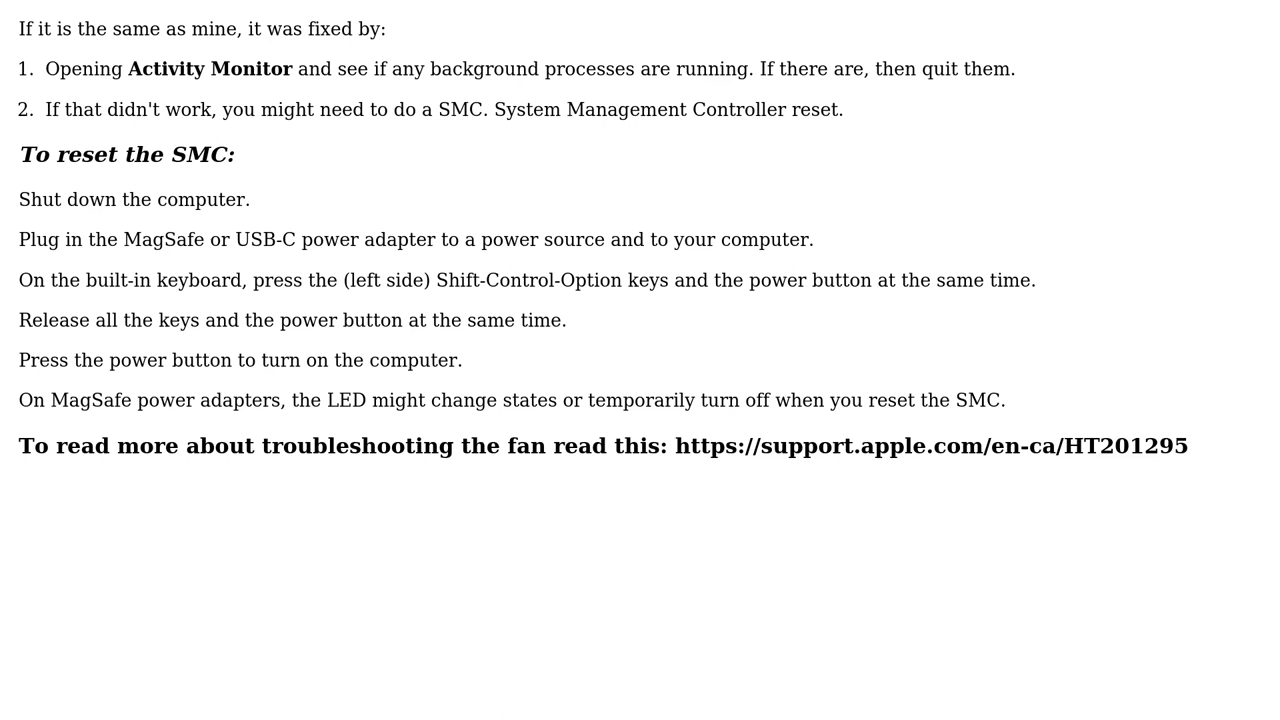 If it is the same as mine, it was fixed by:
1. Opening Activity Monitor and see if any background processes are running. If there are, then quit them.
2. If that didn't work, you might need to do a SMC. System Management Controller reset.
To reset the SMC:
Shut down the computer.
Plug in the MagSafe or USB-C power adapter to a power source and to your computer.
On the built-in keyboard, press the (left side) Shift-Control-Option keys and the power button at the same time.
Release all the keys and the power button at the same time.
Press the power button to turn on the computer.
On MagSafe power adapters, the LED might change states or temporarily turn off when you reset the SMC.
To read more about troubleshooting the fan read this: https://support.apple.com/en-ca/HT201295